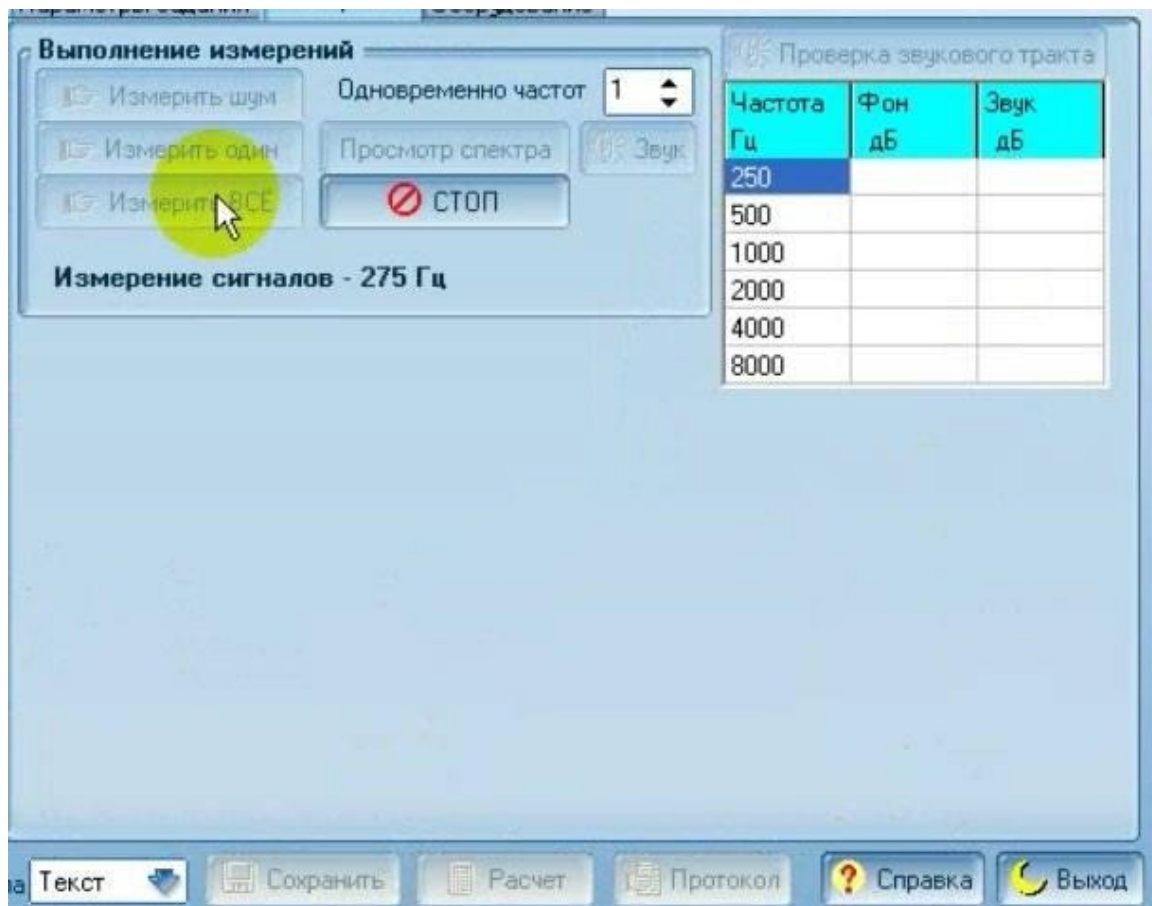 Выполнение измерений
Проверка звукового тракта
Измерить шум
Одновременно частот 1
Измерить один
Просмотр спектра
Звук
Измерить ВСЕ
СТОП
Измерение сигналов - 275 Гц
Частота Гц
Фон дБ
Звук дБ
250
500
1000
2000
4000
8000
Текст
Сохранить
Расчет
Протокол
Справка
Выход